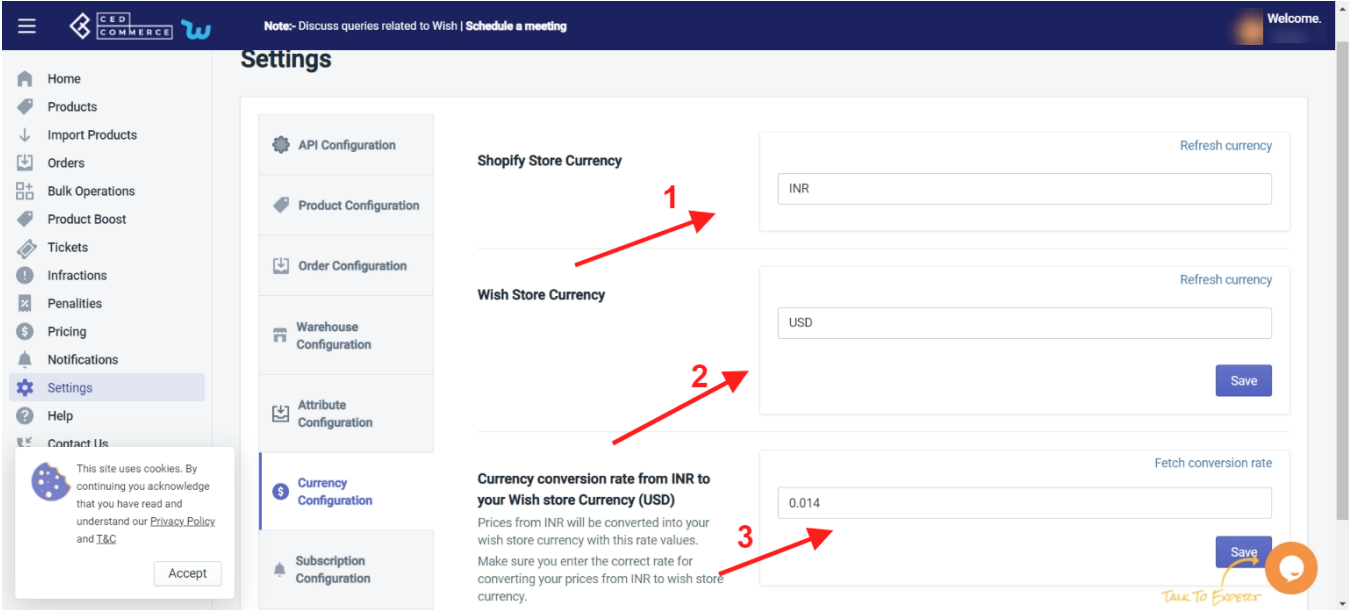 CED COMMERCE
Note:- Discuss queries related to Wish | Schedule a meeting
Welcome.
Settings
Home
Products
Import Products
Orders
Bulk Operations
Product Boost
Tickets
Infractions
Penalities
Pricing
Notifications
Settings
Help
Contact Us
This site uses cookies. By
continuing you acknowledge
that you have read and
understand our Privacy Policy
and T&C
Accept
API Configuration
Product Configuration
Order Configuration
Warehouse
Configuration
Attribute
Configuration
Currency
Configuration
Subscription
Configuration
Shopify Store Currency
Refresh currency
INR
1
Wish Store Currency
Refresh currency
USD
2
Save
Currency conversion rate from INR to
your Wish store Currency (USD)
Prices from INR will be converted into your
wish store currency with this rate values.
Make sure you enter the correct rate for
converting your prices from INR to wish store
currency.
Fetch conversion rate
0.014
3
Save
TALK TO EXPERT